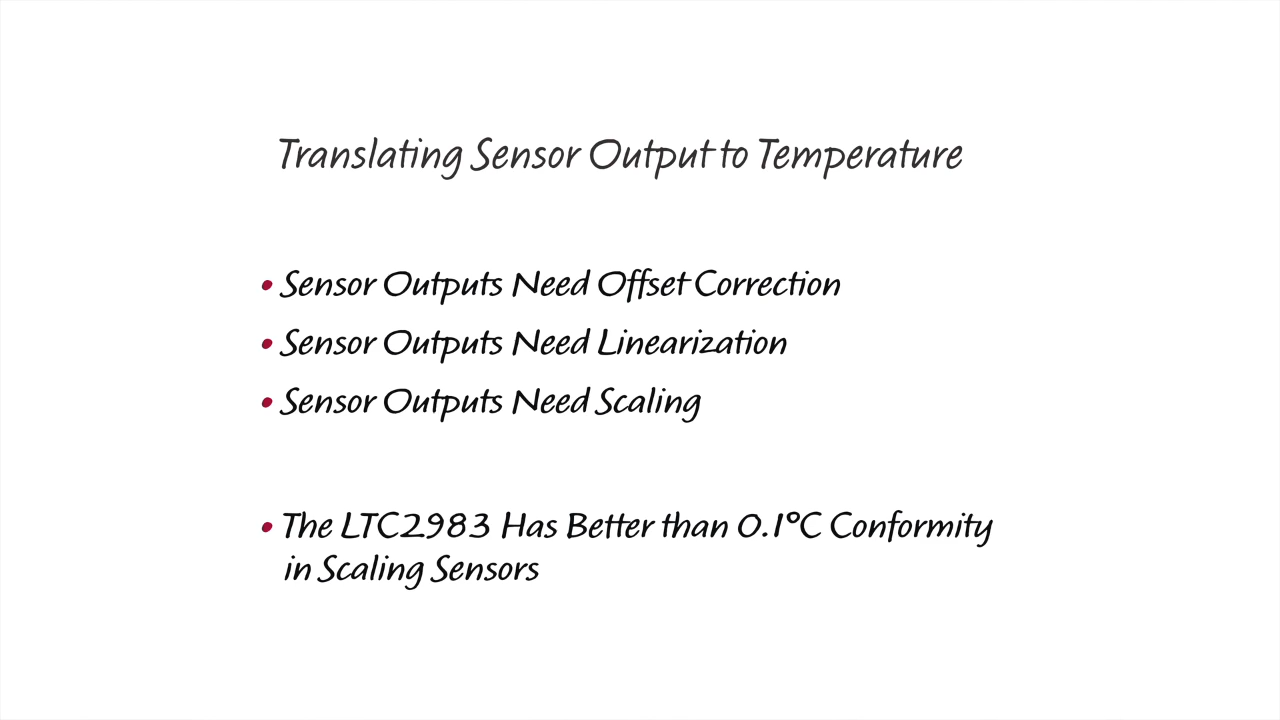 Translating Sensor Output to Temperature
• Sensor Outputs Need Offset Correction
• Sensor Outputs Need Linearization
• Sensor Outputs Need Scaling
• The LTC2983 Has Better than 0.1°C Conformity
in Scaling Sensors